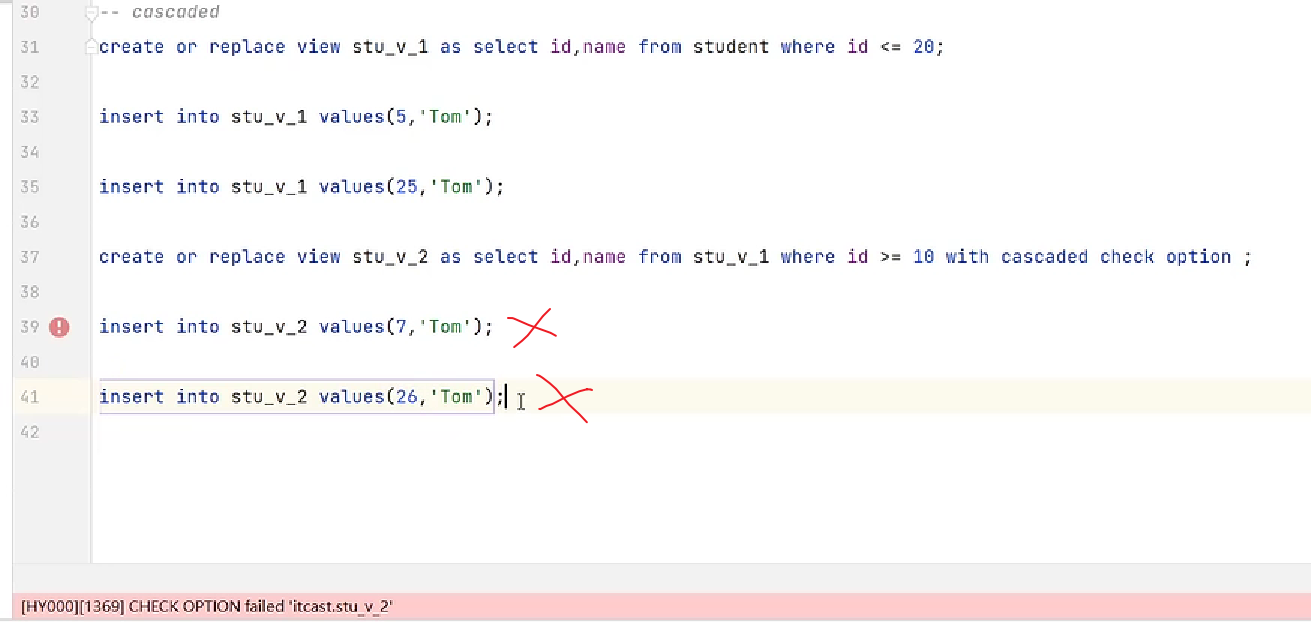 30 -- cascaded
31 create or replace view stu_v_1 as select id,name from student where id <= 20;
32
33 insert into stu_v_1 values(5,'Tom');
34
35 insert into stu_v_1 values(25,'Tom');
36
37 create or replace view stu_v_2 as select id,name from stu_v_1 where id >= 10 with cascaded check option ;
38
39 insert into stu_v_2 values(7,'Tom');
40
41 insert into stu_v_2 values(26,'Tom');
42
[HY000][1369] CHECK OPTION failed 'itcast.stu_v_2'